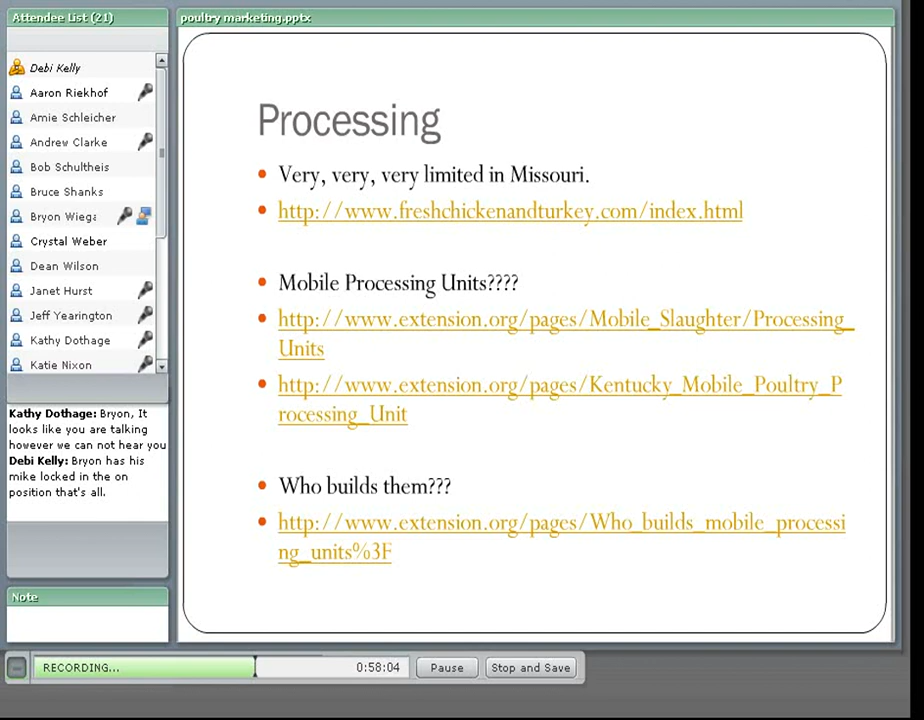 Attendee List (21)
Debi Kelly
Aaron Riekhof
Amie Schleicher
Andrew Clarke
Bob Schultheis
Bruce Shanks
Bryon Wiega
Crystal Weber
Dean Wilson
Janet Hurst
Jeff Yearington
Kathy Dothage
Katie Nixon
Kathy Dothage: Bryon, It
looks like you are talking
however we can not hear you
Debi Kelly: Bryon has his
mike locked in the on
position that's all.
Note
poultry marketing.pptx
Processing
• Very, very, very limited in Missouri.
• http://www.freshchickenandturkey.com/index.html
• Mobile Processing Units????
• http://www.extension.org/pages/Mobile_Slaughter/Processing_
Units
• http://www.extension.org/pages/Kentucky_Mobile_Poultry_P
rocessing_Unit
• Who builds them???
• http://www.extension.org/pages/Who_builds_mobile_processi
ng_units%3F
RECORDING... 0:58:04 Pause Stop and Save